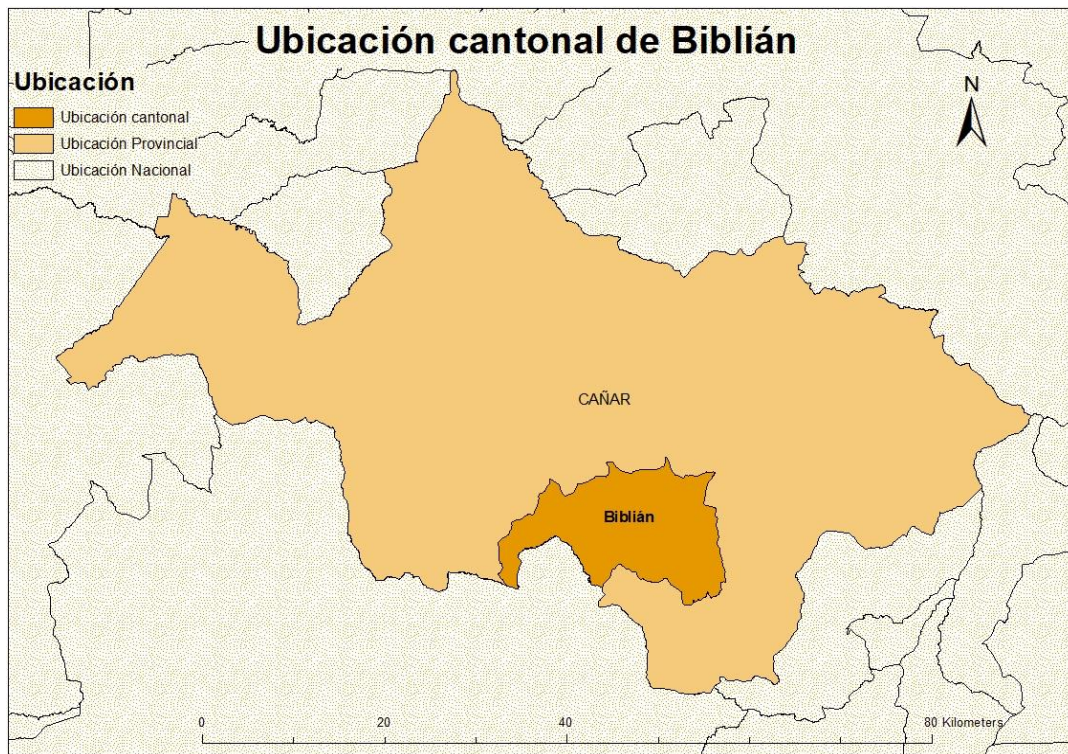 Ubicación cantonal de Biblián
Ubicación
Ubicación cantonal
Ubicación Provincial
Ubicación Nacional
N
CAÑAR
Biblián
0 20 40 80 Kilometers